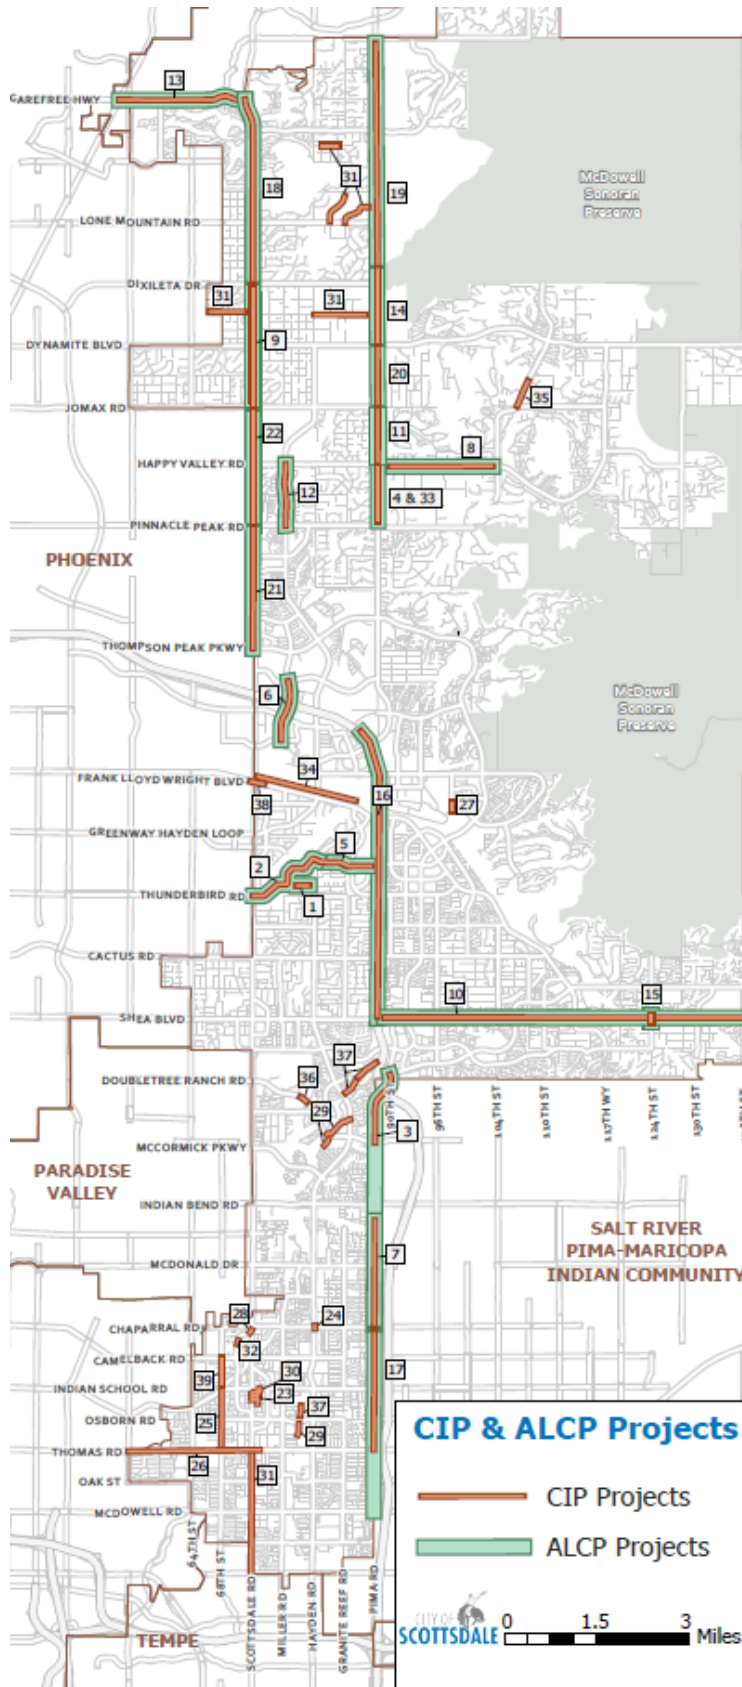 13
CAREFREE HWY
31
McDowell
Sonoran
Preserve
18
19
LONE MOUNTAIN RD
DIXILETA DR
31
31
14
9
DYNAMITE BLVD
20
35
JOMAX RD
22
11
8
HAPPY VALLEY RD
12
4 & 33
PINNACLE PEAK RD
PHOENIX
21
THOMPSON PEAK PKWY
6
McDowell
Sonoran
Preserve
34
FRANK LLOYD WRIGHT BLVD
38
16
27
GREENWAY HAYDEN LOOP
5
2
THUNDERBIRD RD
1
CACTUS RD
10
15
SHEA BLVD
37
DOUBLETREE RANCH RD
36
90TH ST
96TH ST
104TH ST
110TH ST
117TH WY
124TH ST
130TH ST
29
3
MCCORMICK PKWY
PARADISE
VALLEY
INDIAN BEND RD
SALT RIVER
PIMA-MARICOPA
INDIAN COMMUNITY
7
MCDONALD DR
28
24
CHAPARRAL RD
32
CAMELBACK RD
30
17
39
INDIAN SCHOOL RD
23
37
OSBORN RD
25
29
THOMAS RD
26
31
OAK ST
MCDOWELL RD
64TH ST
68TH ST
SCOTTSDALE RD
MILLER RD
HAYDEN RD
GRANITE REEF RD
PIMA RD
TEMPE
CIP & ALCP Projects
CIP Projects
ALCP Projects
CITY OF
SCOTTSDALE
0 1.5 3
Miles